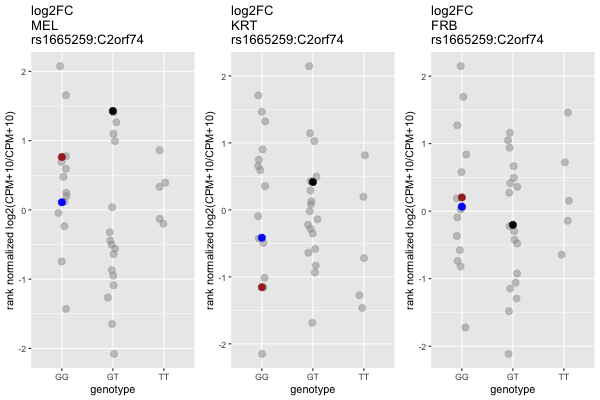 log2FC
MEL
rs1665259:C2orf74
rank normalized log2(CPM+10/CPM+10)
2
1
0
-1
-2
GG
GT
TT
genotype
log2FC
KRT
rs1665259:C2orf74
rank normalized log2(CPM+10/CPM+10)
2
1
0
-1
-2
GG
GT
TT
genotype
log2FC
FRB
rs1665259:C2orf74
rank normalized log2(CPM+10/CPM+10)
2
1
0
-1
-2
GG
GT
TT
genotype